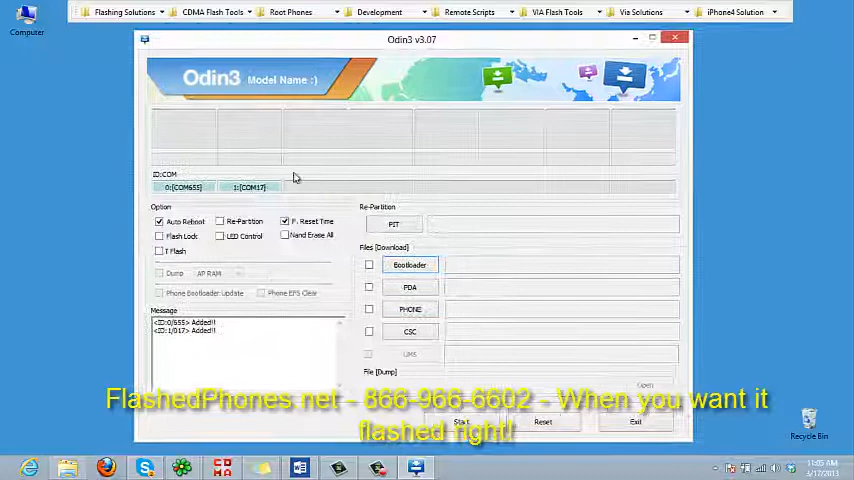 Flashing Solutions
CDMA Flash Tools
Root Phones
Development
Remote Scripts
VIA Flash Tools
Via Solutions
iPhone4 Solution
Computer
Odin3 v3.07
Odin3 Model Name :)
ID:COM
0:[COM655]
1:[COM17]
Option
Auto Reboot
Re-Partition
F. Reset Time
Flash Lock
LED Control
Nand Erase All
T Flash
Dump
AP RAM
Phone Bootloader Update
Phone EFS Clear
Message
<ID:0/655> Added!!
<ID:1/017> Added!!
Re-Partition
PIT
Files [Download]
Bootloader
PDA
PHONE
CSC
UMS
File [Dump]
Open
Start
Reset
Exit
FlashedPhones.net - 866-966-6602 - When you want it
flashed right!
Recycle Bin
11:05 AM
3/17/2013